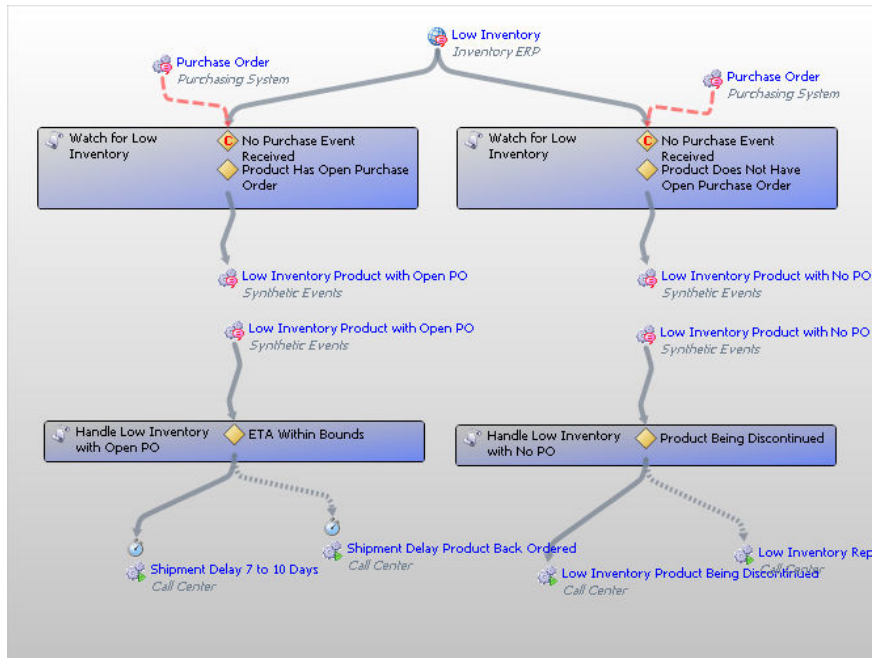 Low Inventory
Inventory ERP
Purchase Order
Purchasing System
Purchase Order
Purchasing System
Watch for Low
Inventory
C No Purchase Event
Received
Product Has Open Purchase
Order
Watch for Low
Inventory
C No Purchase Event
Received
Product Does Not Have
Open Purchase Order
Low Inventory Product with Open PO
Synthetic Events
Low Inventory Product with No PO
Synthetic Events
Low Inventory Product with Open PO
Synthetic Events
Low Inventory Product with No PO
Synthetic Events
Handle Low Inventory
with Open PO
ETA Within Bounds
Handle Low Inventory
with No PO
Product Being Discontinued
Shipment Delay 7 to 10 Days
Call Center
Shipment Delay Product Back Ordered
Call Center
Low Inventory Product Being Discontinued
Call Center
Low Inventory Rep
Call Center